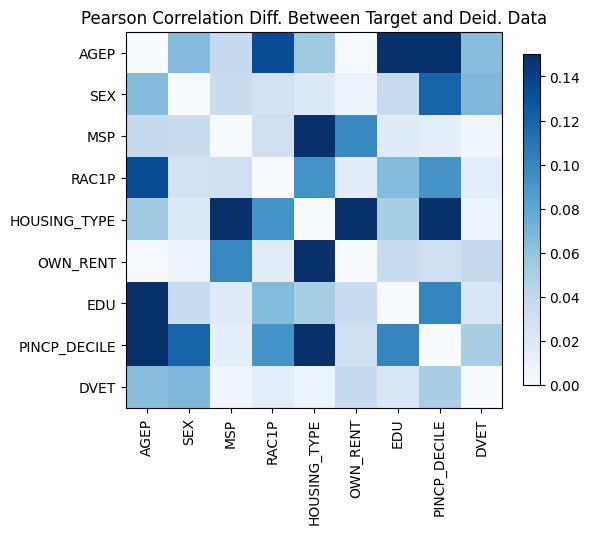 Pearson Correlation Diff. Between Target and Deid. Data
AGEP
SEX
MSP
RAC1P
HOUSING_TYPE
OWN_RENT
EDU
PINCP_DECILE
DVET
AGEP
SEX
MSP
RAC1P
HOUSING_TYPE
OWN_RENT
EDU
PINCP_DECILE
DVET
0.14
0.12
0.10
0.08
0.06
0.04
0.02
0.00